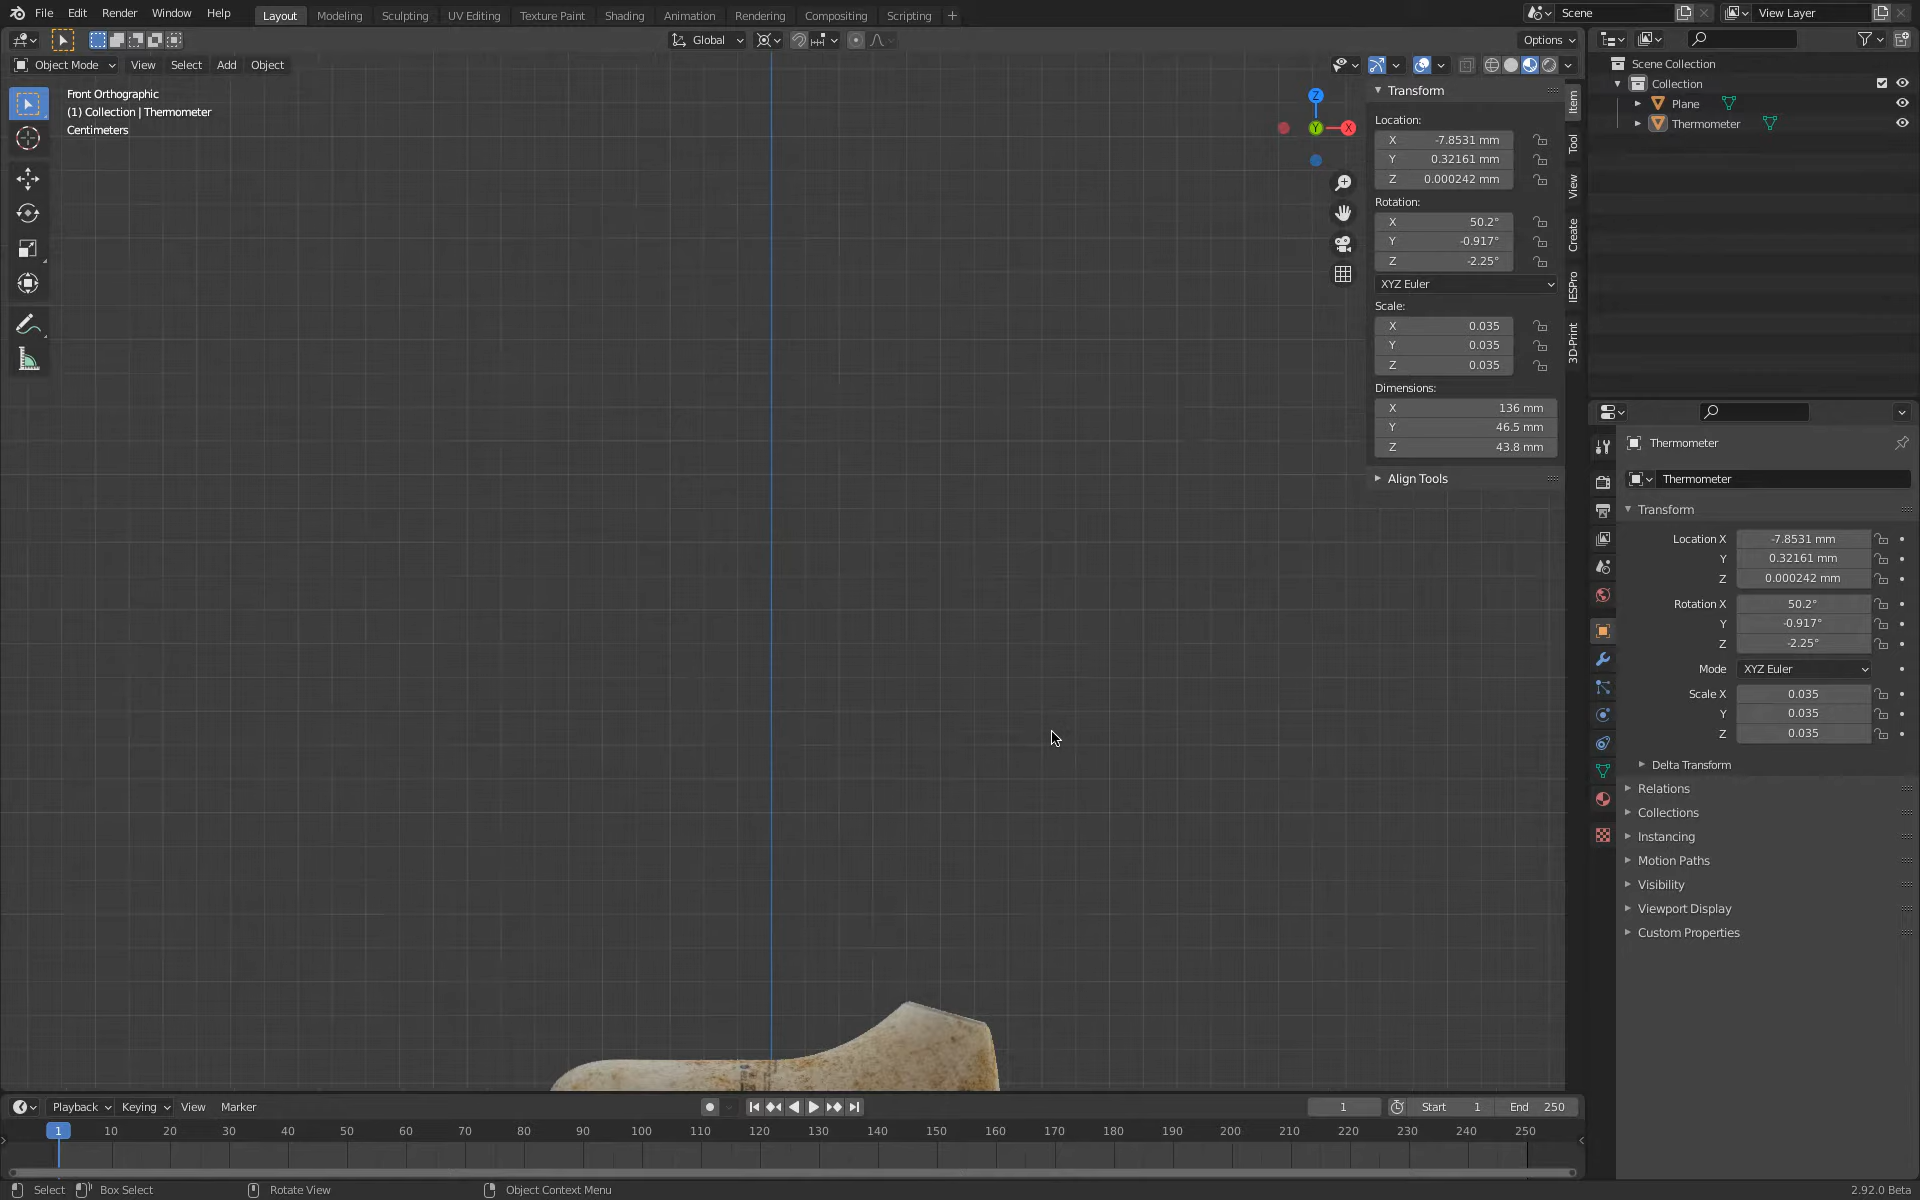 File Edit Render Window Help
Layout Modeling Sculpting UV Editing Texture Paint Shading Animation Rendering Compositing Scripting +
Scene
View Layer
Global
Options
Object Mode View Select Add Object
Front Orthographic
(1) Collection | Thermometer
Centimeters
Z
Y
X
Transform
Location:
X -7.8531 mm
Y 0.32161 mm
Z 0.000242 mm
Rotation:
X 50.2°
Y -0.917°
Z -2.25°
XYZ Euler
Scale:
X 0.035
Y 0.035
Z 0.035
Dimensions:
X 136 mm
Y 46.5 mm
Z 43.8 mm
Align Tools
Item
Tool
View
Create
IESPro
3D-Print
Scene Collection
Collection
Plane
Thermometer
Thermometer
Thermometer
Transform
Location X -7.8531 mm
Y 0.32161 mm
Z 0.000242 mm
Rotation X 50.2°
Y -0.917°
Z -2.25°
Mode XYZ Euler
Scale X 0.035
Y 0.035
Z 0.035
Delta Transform
Relations
Collections
Instancing
Motion Paths
Visibility
Viewport Display
Custom Properties
Playback Keying View Marker
1 Start 1 End 250
1 10 20 30 40 50 60 70 80 90 100 110 120 130 140 150 160 170 180 190 200 210 220 230 240 250
Select Box Select Rotate View Object Context Menu
2.92.0 Beta